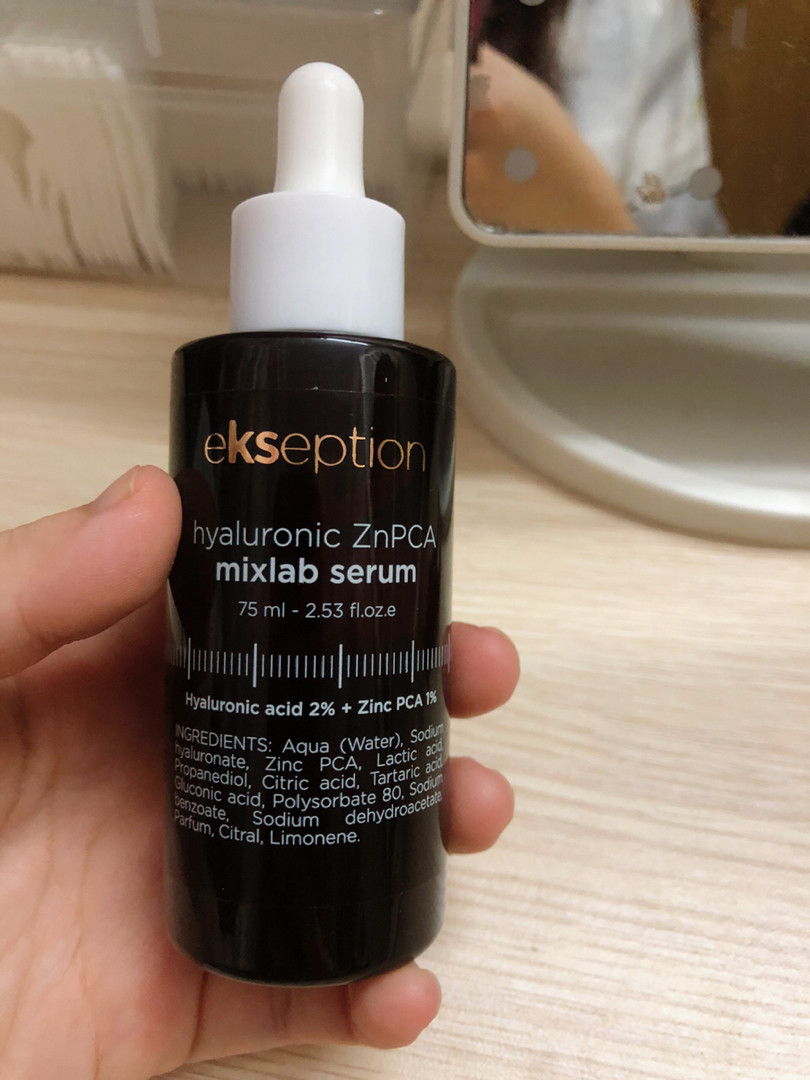 ekseption
hyaluronic ZnPCA
mixlab serum
75 ml - 2.53 fl.oz.e
Hyaluronic acid 2% + Zinc PCA 1%
INGREDIENTS: Aqua (Water), Sodium
hyaluronate, Zinc PCA, Lactic acid,
Propanediol, Citric acid, Tartaric acid,
Gluconic acid, Polysorbate 80, Sodium
benzoate, Sodium dehydroacetate,
Parfum, Citral, Limonene.